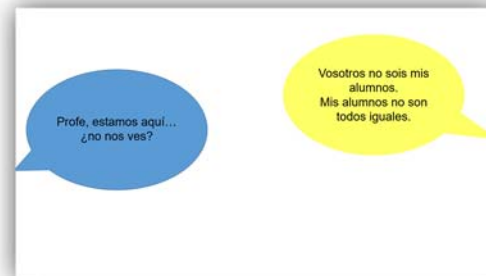 Profe, estamos aquí…
¿no nos ves?
Vosotros no sois mis
alumnos.
Mis alumnos no son
todos iguales.